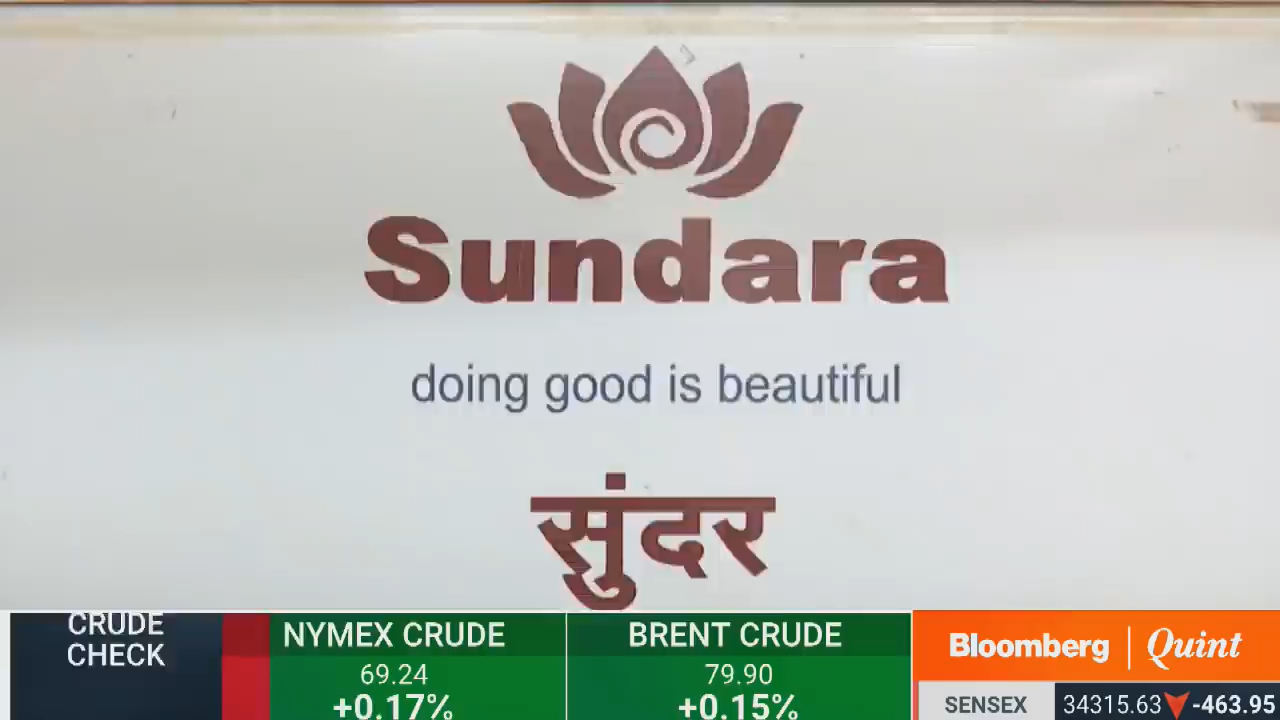 Sundara
doing good is beautiful
सुंदर
CRUDE
CHECK
NYMEX CRUDE
69.24
+0.17%
BRENT CRUDE
79.90
+0.15%
Bloomberg | Quint
SENSEX 34315.63 -463.95